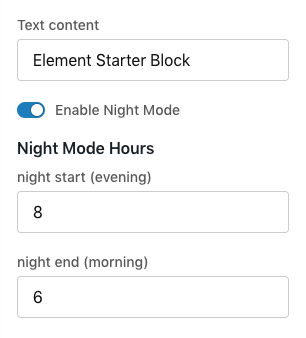 Text content
Element Starter Block
Enable Night Mode
Night Mode Hours
night start (evening)
8
night end (morning)
6